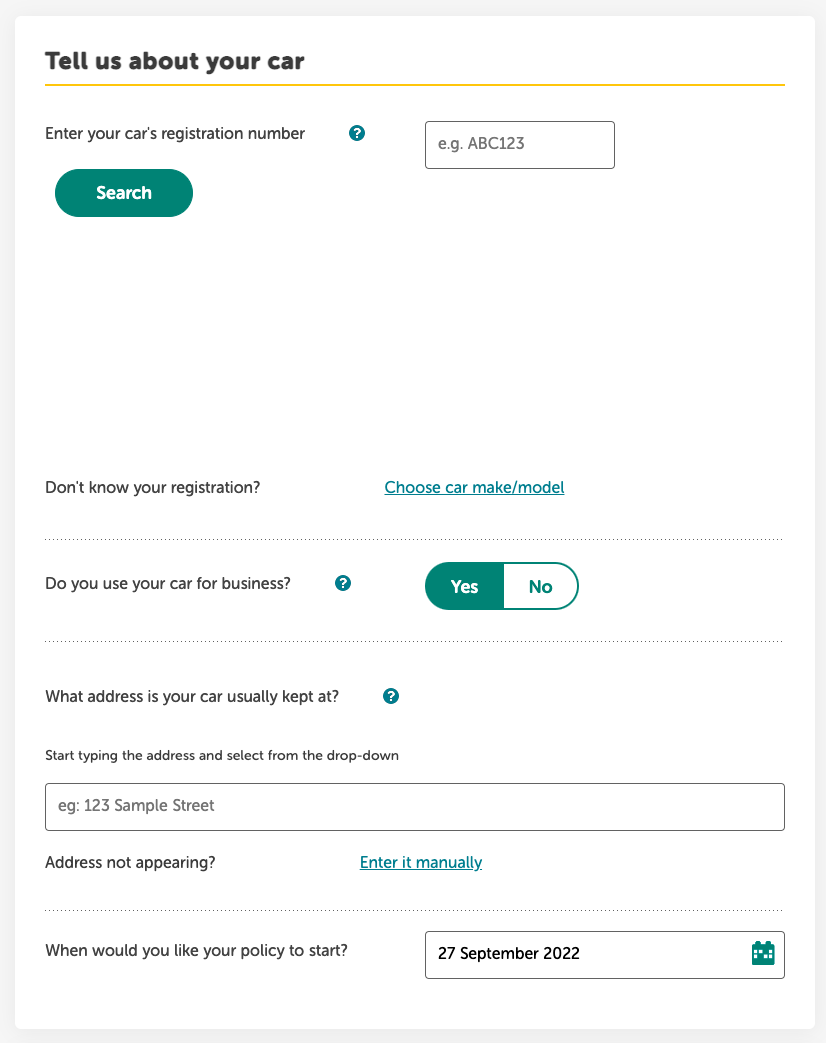 Tell us about your car
Enter your car's registration number ?
e.g. ABC123
Search
Don't know your registration? Choose car make/model
Do you use your car for business? ? Yes No
What address is your car usually kept at? ?
Start typing the address and select from the drop-down
eg: 123 Sample Street
Address not appearing? Enter it manually
When would you like your policy to start? 27 September 2022